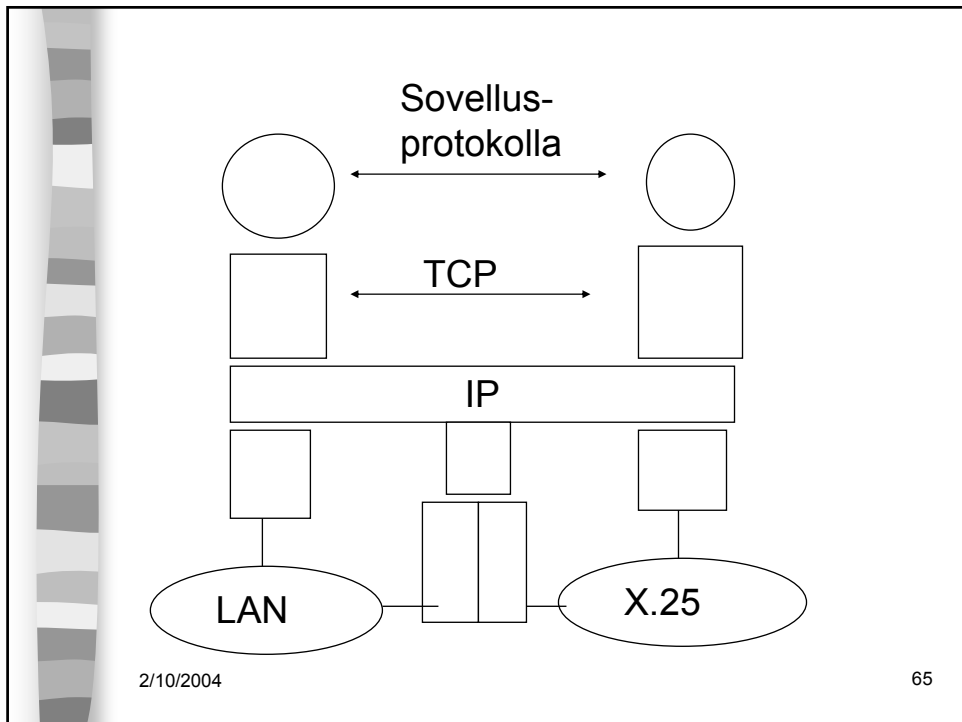 Sovellus-
protokolla
TCP
IP
LAN
X.25
2/10/2004
65